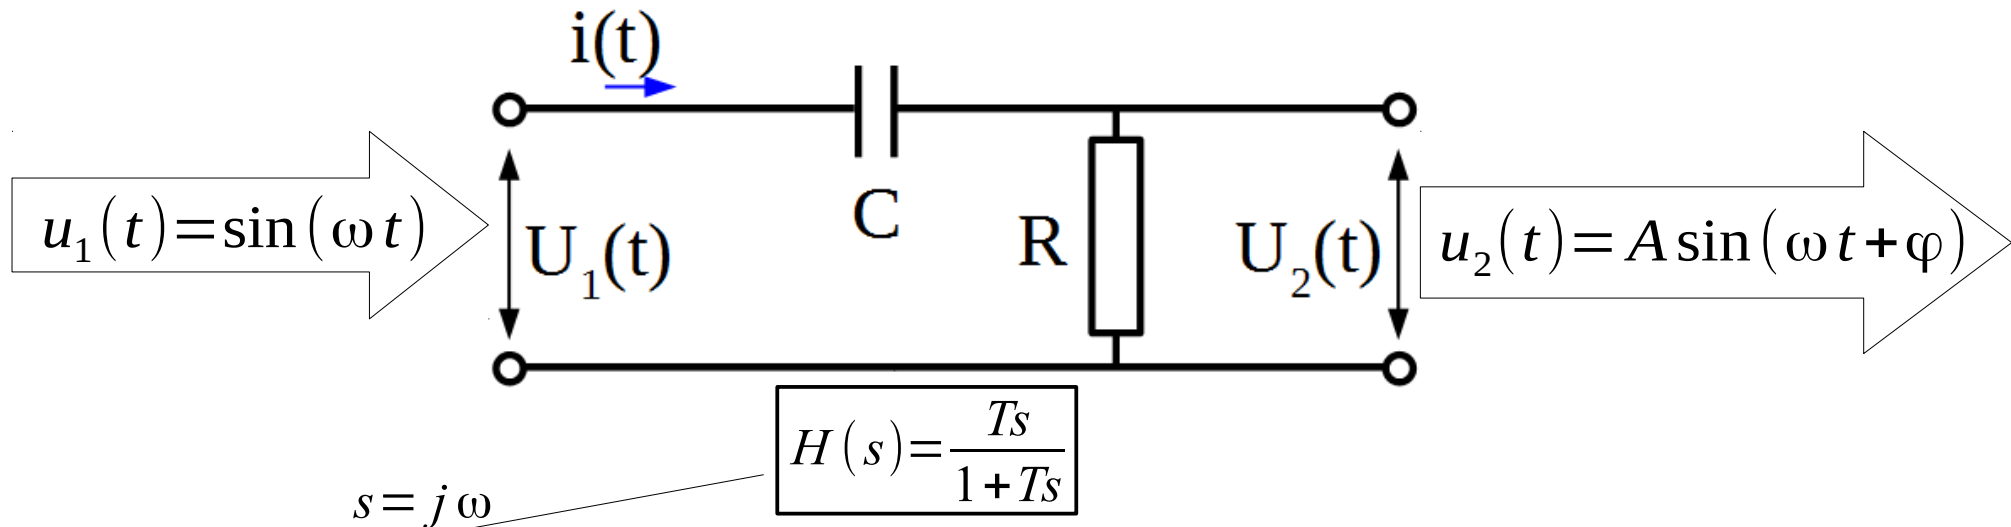 i(t)
u₁(t)=sin(ωt)
U₁(t)
C
R
U₂(t)
u₂(t)=A sin(ωt+φ)
H(s)=Ts/(1+Ts)
s=jω